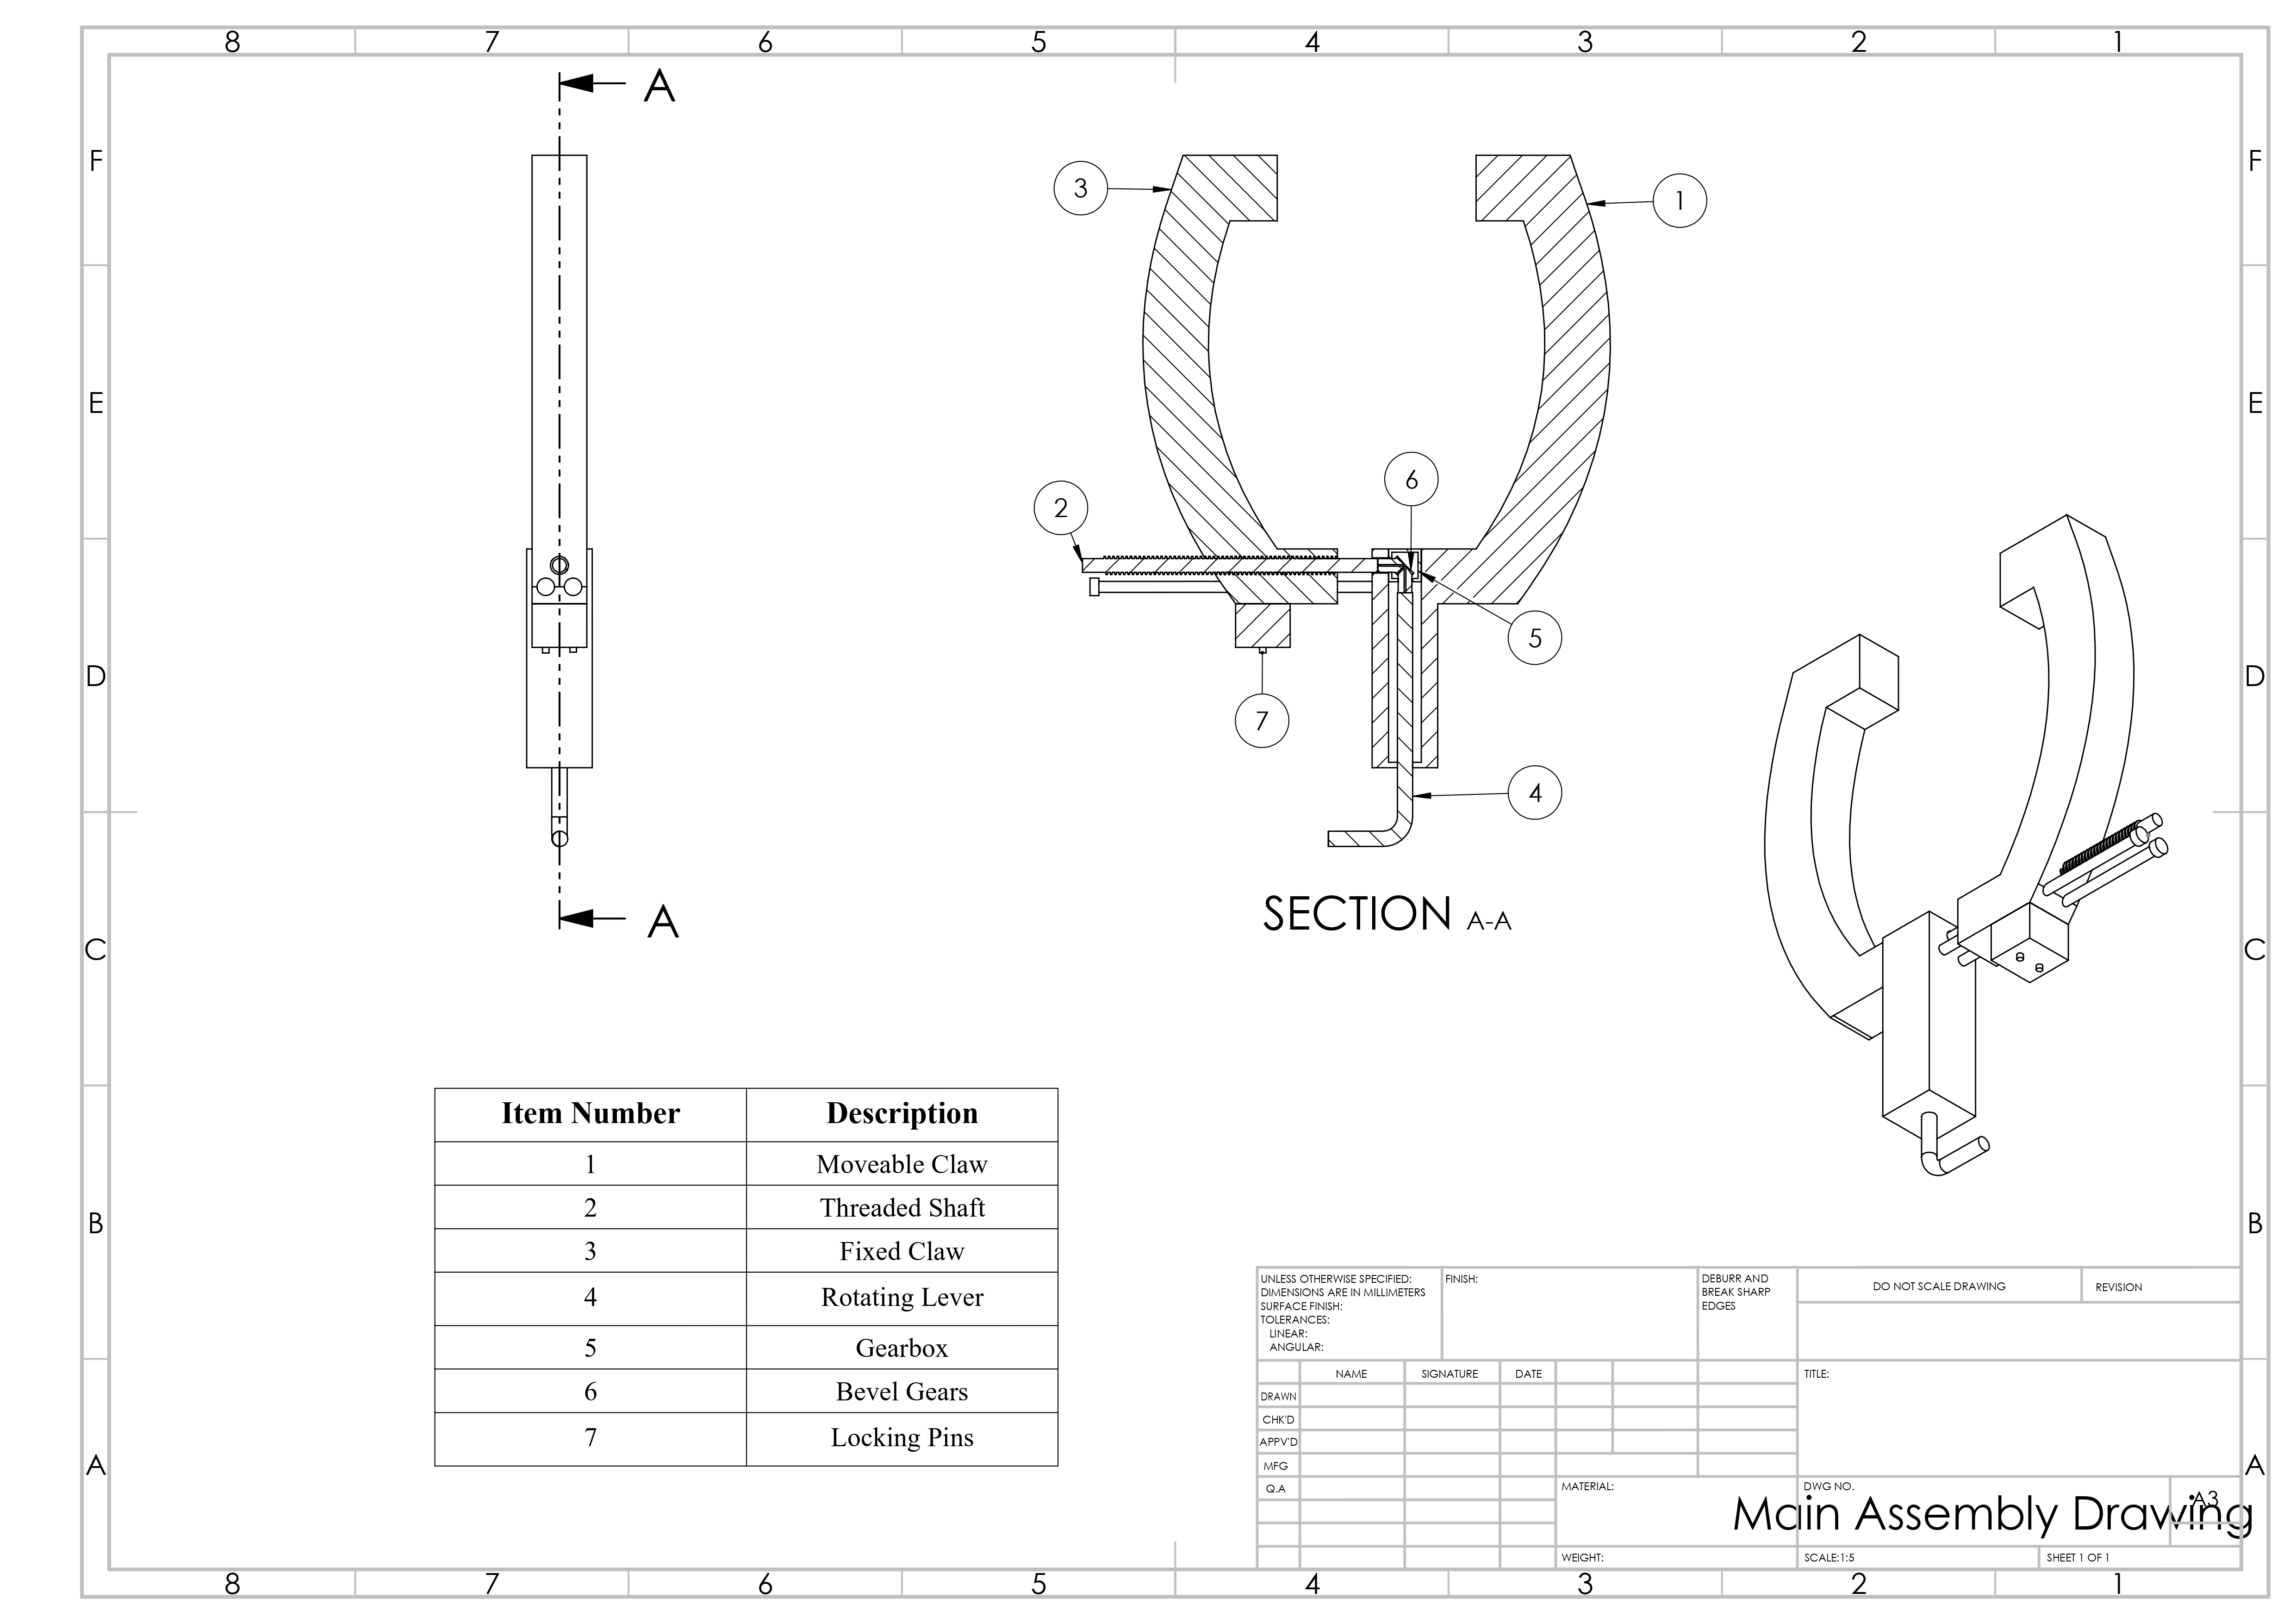 8 7 6 5 4 3 2 1
A
F F
3
1
E E
6
2
5
D D
7
4
A
SECTION A-A
C C
Item Number Description
1 Moveable Claw
2 Threaded Shaft
3 Fixed Claw
4 Rotating Lever
5 Gearbox
6 Bevel Gears
7 Locking Pins
B B
UNLESS OTHERWISE SPECIFIED:
DIMENSIONS ARE IN MILLIMETERS
SURFACE FINISH:
TOLERANCES:
LINEAR:
ANGULAR:
FINISH:
DEBURR AND
BREAK SHARP
EDGES
DO NOT SCALE DRAWING
REVISION
NAME SIGNATURE DATE
TITLE:
DRAWN
CHK'D
APPV'D
MFG
Q.A
A A
MATERIAL:
DWG NO.
Main Assembly Drawing
A3
WEIGHT:
SCALE:1:5
SHEET 1 OF 1
8 7 6 5 4 3 2 1